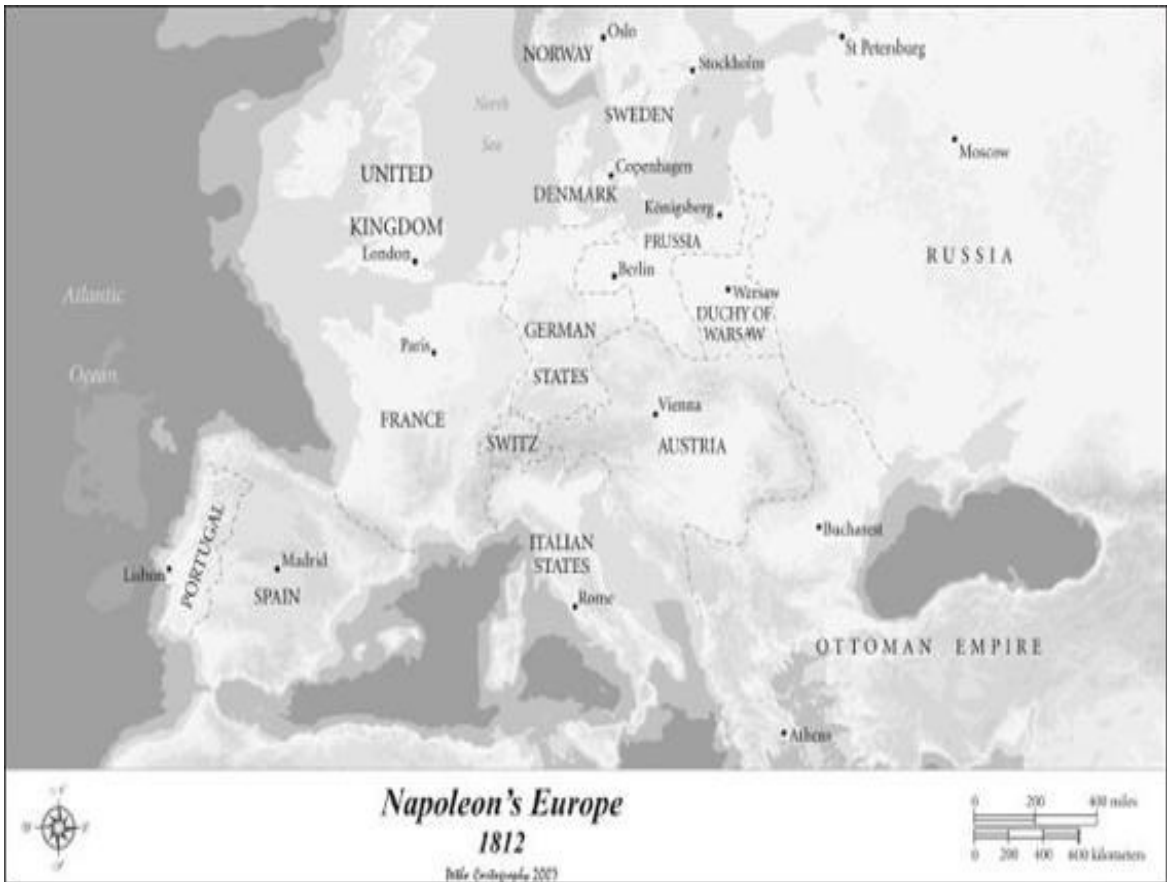 Oslo
NORWAY
St Petersburg
Stockholm
North
Sea
SWEDEN
Moscow
Copenhagen
UNITED
KINGDOM
DENMARK
Königsberg
PRUSSIA
RUSSIA
London
Berlin
Warsaw
DUCHY OF
WARSAW
Atlantic
Ocean
GERMAN
STATES
Paris
FRANCE
Vienna
SWITZ
AUSTRIA
Bucharest
ITALIAN
STATES
PORTUGAL
Lisbon
Madrid
SPAIN
Rome
OTTOMAN EMPIRE
Athens
Napoleon's Europe
1812
Cartography 2003
0 200 400 miles
0 200 400 600 kilometers